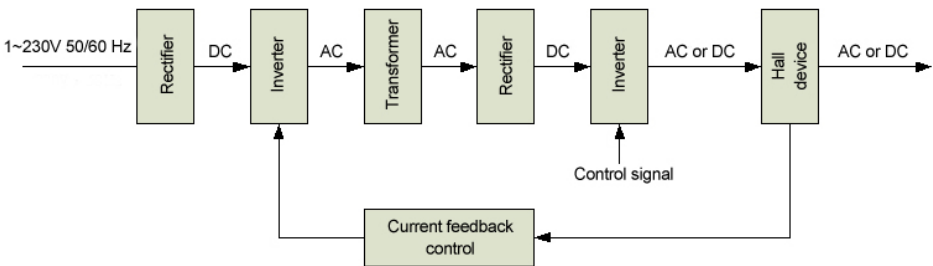 1~230V 50/60 Hz
Rectifier
DC
Inverter
AC
Transformer
AC
Rectifier
DC
Inverter
AC or DC
Hall
device
AC or DC
Control signal
Current feedback
control